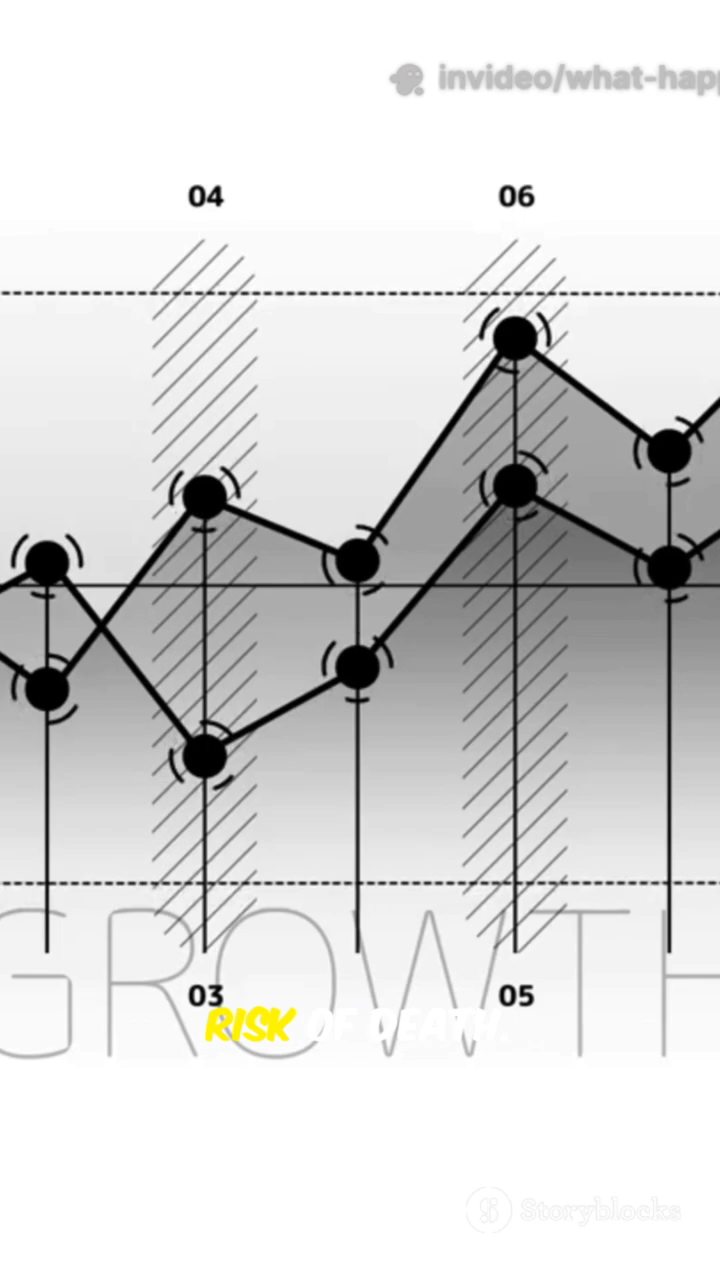 invideo/what-happ
04 06
GROWTH
03 05
RISK OF DEATH.
Storyblocks